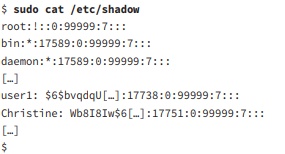 $ sudo cat /etc/shadow
root:!::0:99999:7:::
bin:*:17589:0:99999:7:::
daemon:*:17589:0:99999:7:::
[…]
user1: $6$bvqdqU[…]:17738:0:99999:7:::
Christine: Wb8I8Iw$6[…]:17751:0:99999:7:::
[…]
$